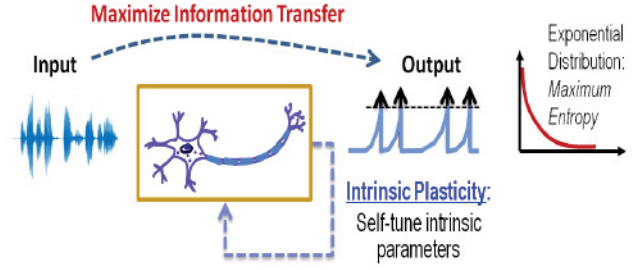 Maximize Information Transfer
Input
Output
Exponential
Distribution:
Maximum
Entropy
Intrinsic Plasticity:
Self-tune intrinsic
parameters